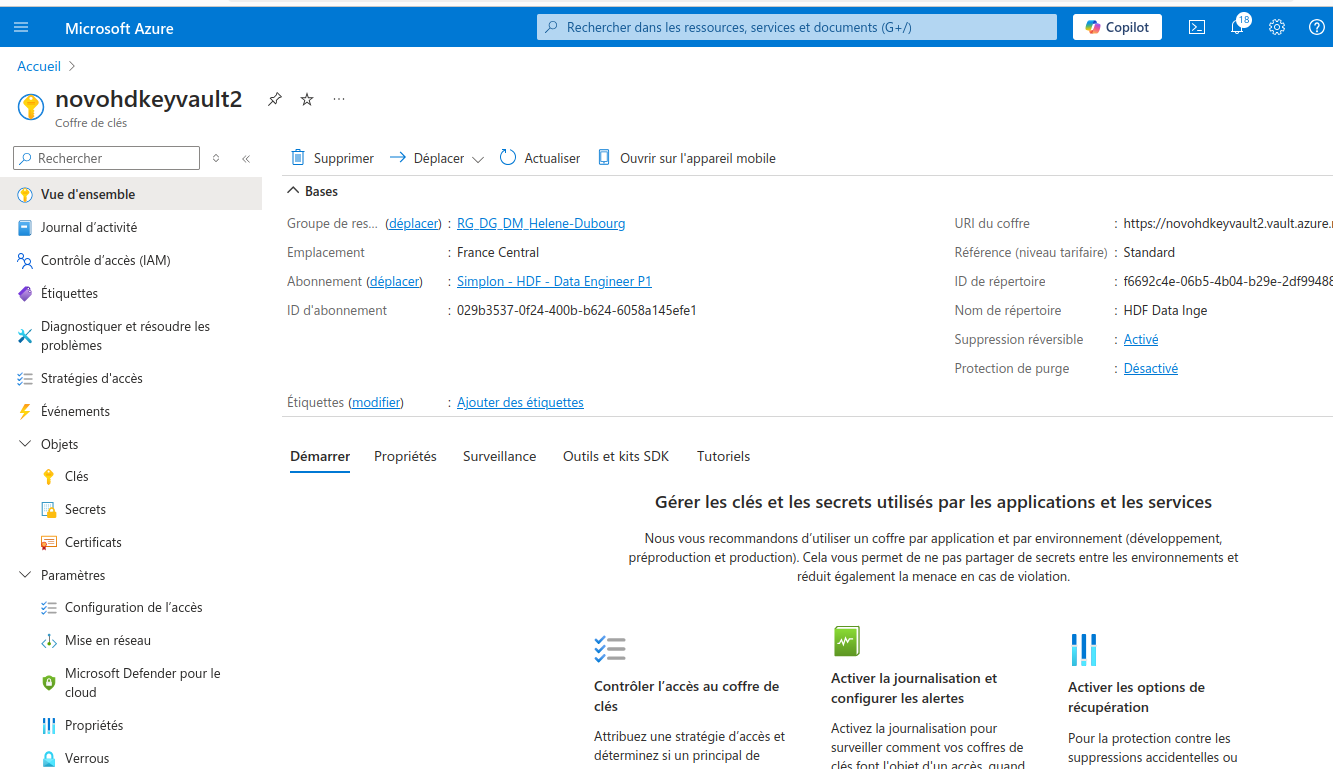 Microsoft Azure
Rechercher dans les ressources, services et documents (G+/)
Copilot
18
Accueil
novohdkeyvault2
Coffre de clés
Rechercher
Supprimer
Déplacer
Actualiser
Ouvrir sur l'appareil mobile
Vue d'ensemble
Journal d’activité
Contrôle d’accès (IAM)
Étiquettes
Diagnostiquer et résoudre les
problèmes
Stratégies d'accès
Événements
Objets
Clés
Secrets
Certificats
Paramètres
Configuration de l’accès
Mise en réseau
Microsoft Defender pour le
cloud
Propriétés
Verrous
Bases
Groupe de res... (déplacer) : RG_DG_DM_Helene-Dubourg
Emplacement : France Central
Abonnement (déplacer) : Simplon - HDF - Data Engineer P1
ID d'abonnement : 029b3537-0f24-400b-b624-6058a145efe1
URI du coffre : https://novohdkeyvault2.vault.azure.
Référence (niveau tarifaire) : Standard
ID de répertoire : f6692c4e-06b5-4b04-b29e-2df99488
Nom de répertoire : HDF Data Inge
Suppression réversible : Activé
Protection de purge : Désactivé
Étiquettes (modifier) : Ajouter des étiquettes
Démarrer Propriétés Surveillance Outils et kits SDK Tutoriels
Gérer les clés et les secrets utilisés par les applications et les services
Nous vous recommandons d’utiliser un coffre par application et par environnement (développement,
préproduction et production). Cela vous permet de ne pas partager de secrets entre les environnements et
réduit également la menace en cas de violation.
Contrôler l’accès au coffre de
clés
Attribuez une stratégie d’accès et
déterminez si un principal de
Activer la journalisation et
configurer les alertes
Activez la journalisation pour
surveiller comment vos coffres de
clés font l'objet d'un accès, quand
Activer les options de
récupération
Pour la protection contre les
suppressions accidentelles ou